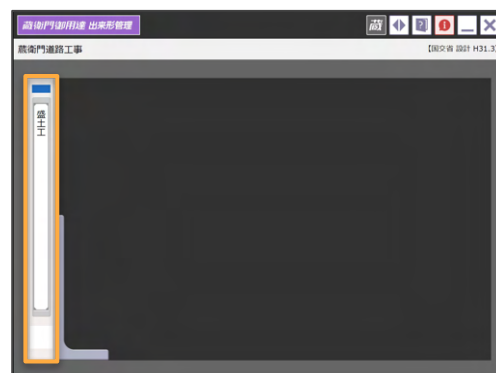 蔵衛門御用達 出来形管理
蔵
蔵衛門道路工事
【国交省 設計 H31.3】
盛土工